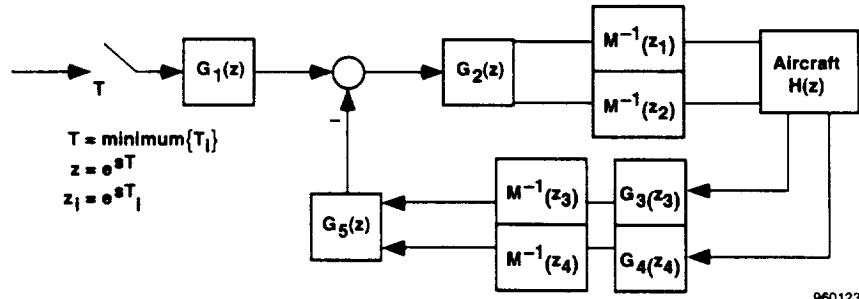 M⁻¹(z₁)
Aircraft
H(z)
G₁(z)
G₂(z)
T
M⁻¹(z₂)
–
T = minimum{Tᵢ}
z = eˢᵀ
zᵢ = eˢᵀᵢ
M⁻¹(z₃)
G₃(z₃)
G₅(z)
M⁻¹(z₄)
G₄(z₄)
960123